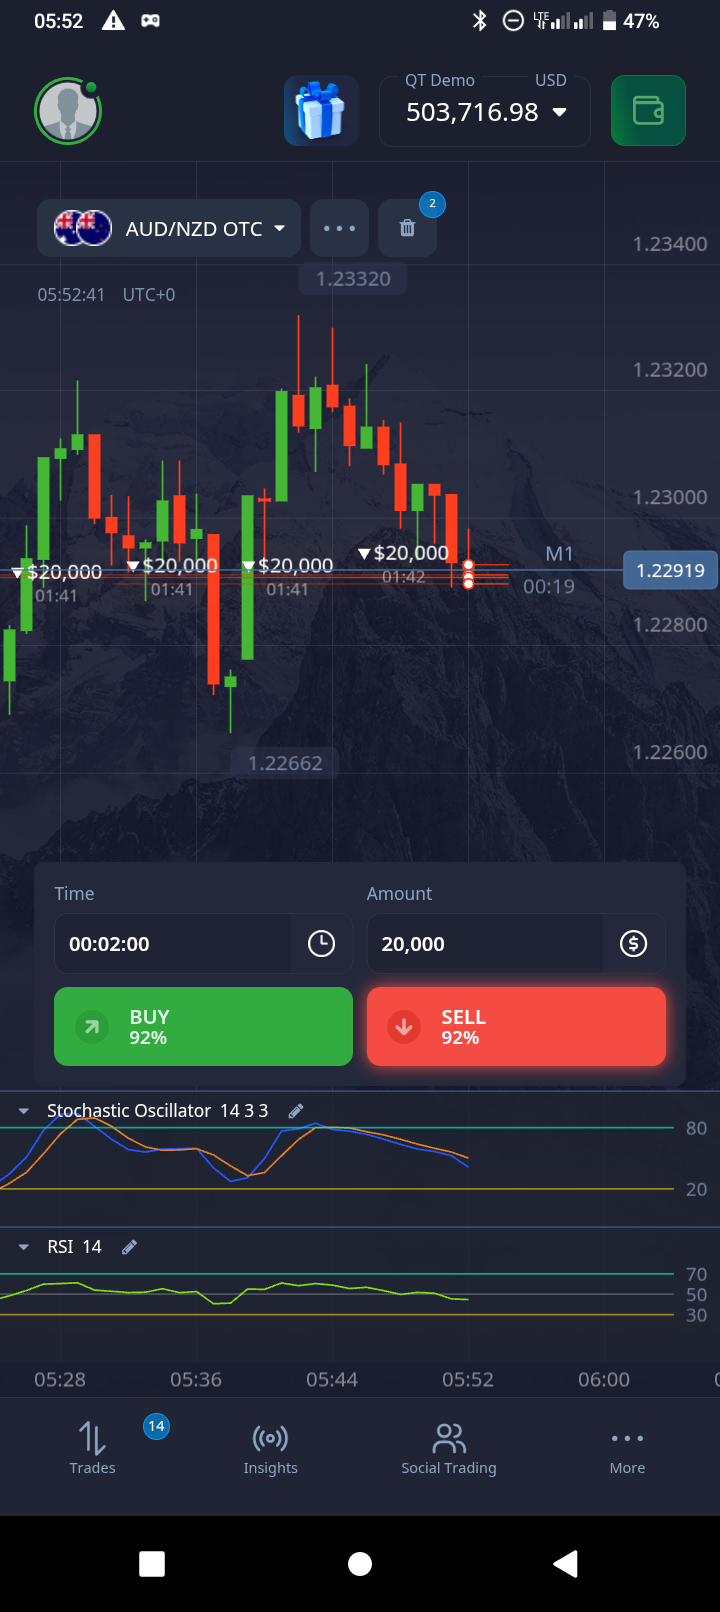 05:52
LTE
47%
QT Demo USD
503,716.98
AUD/NZD OTC
2
1.23400
1.23320
05:52:41 UTC+0
1.23200
1.23000
$20,000
01:41
$20,000
01:41
$20,000
01:41
$20,000
01:42
M1
00:19
1.22919
1.22800
1.22600
1.22662
Time
Amount
00:02:00
20,000
BUY
92%
SELL
92%
Stochastic Oscillator 14 3 3
80
20
RSI 14
70
50
30
05:28 05:36 05:44 05:52 06:00
14
Trades
Insights
Social Trading
More